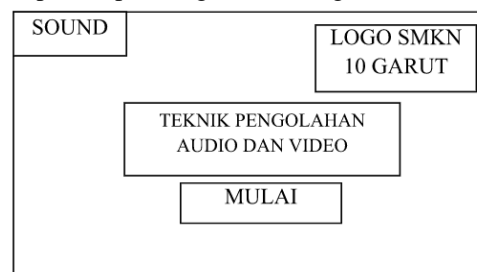 SOUND
LOGO SMKN
10 GARUT
TEKNIK PENGOLAHAN
AUDIO DAN VIDEO
MULAI